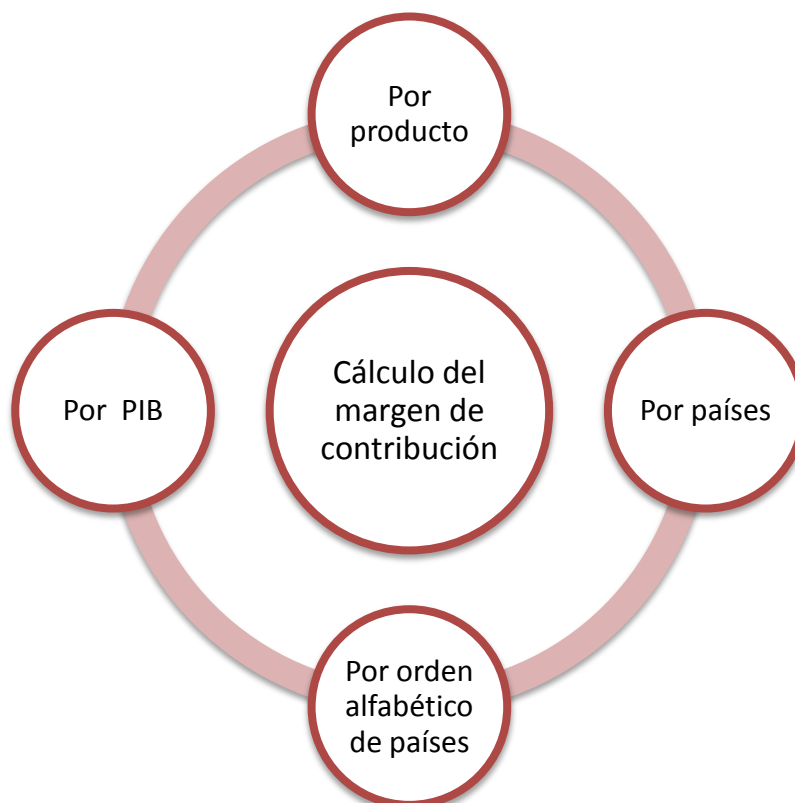 Por
producto
Por PIB
Cálculo del
margen de
contribución
Por países
Por orden
alfabético
de países